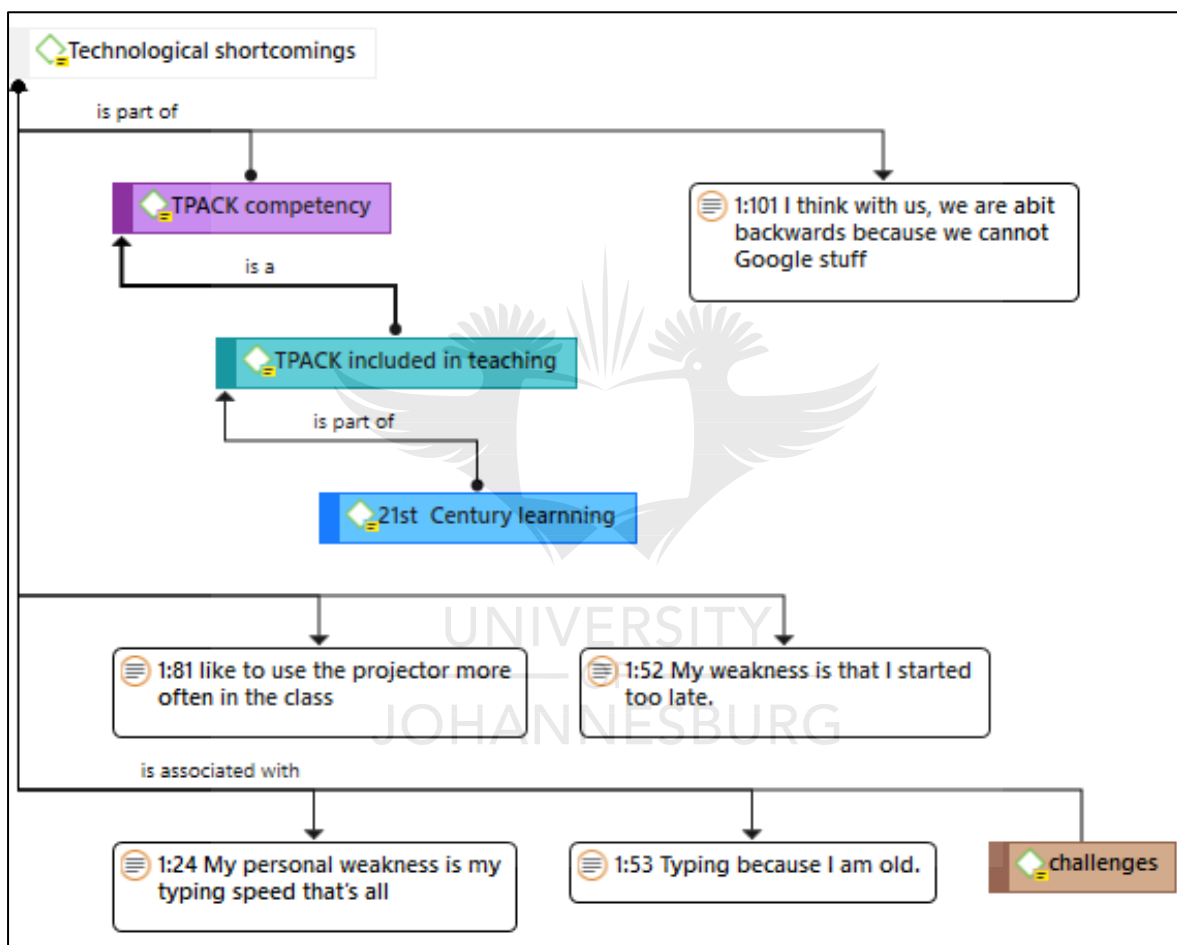 Technological shortcomings
is part of
TPACK competency
1:101 I think with us, we are abit
backwards because we cannot
Google stuff
is a
TPACK included in teaching
is part of
21st  Century learnning
1:81 like to use the projector more
often in the class
1:52 My weakness is that I started
too late.
UNIVERSITY
OF
JOHANNESBURG
is associated with
1:24 My personal weakness is my
typing speed that's all
1:53 Typing because I am old.
challenges